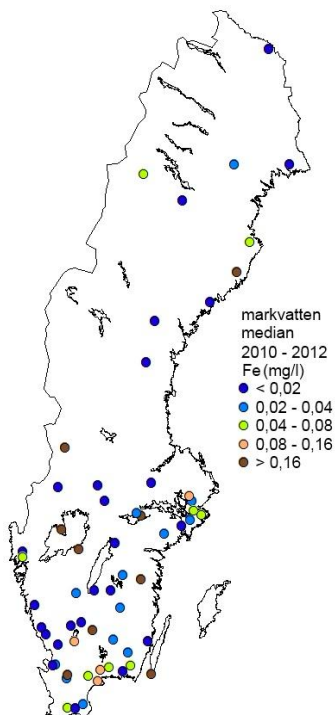 markvatten
median
2010 - 2012
Fe (mg/l)
< 0,02
0,02 - 0,04
0,04 - 0,08
0,08 - 0,16
> 0,16